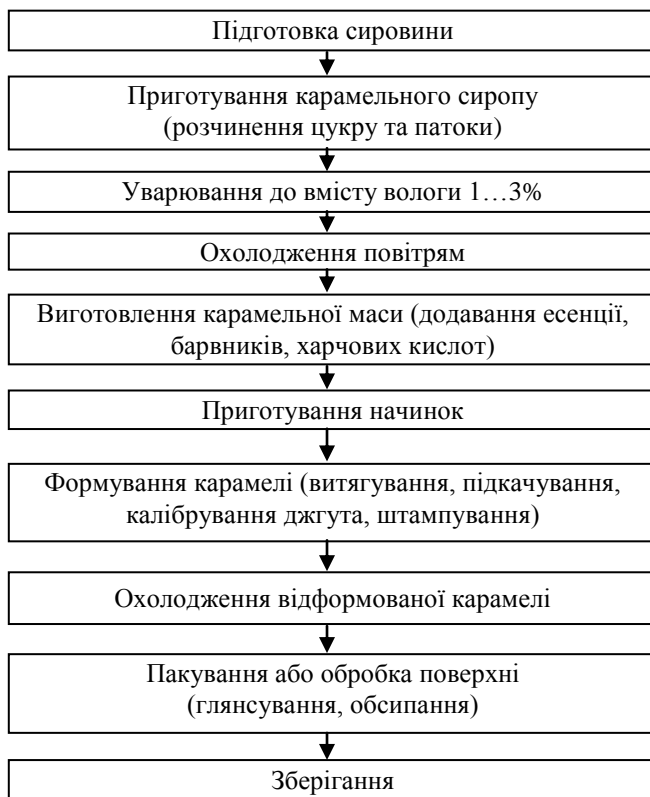 Підготовка сировини
Приготування карамельного сиропу
(розчинення цукру та патоки)
Уварювання до вмісту вологи 1…3%
Охолодження повітрям
Виготовлення карамельної маси (додавання есенції,
барвників, харчових кислот)
Приготування начинок
Формування карамелі (витягування, підкачування,
калібрування джгута, штампування)
Охолодження відформованої карамелі
Пакування або обробка поверхні
(глянсування, обсипання)
Зберігання